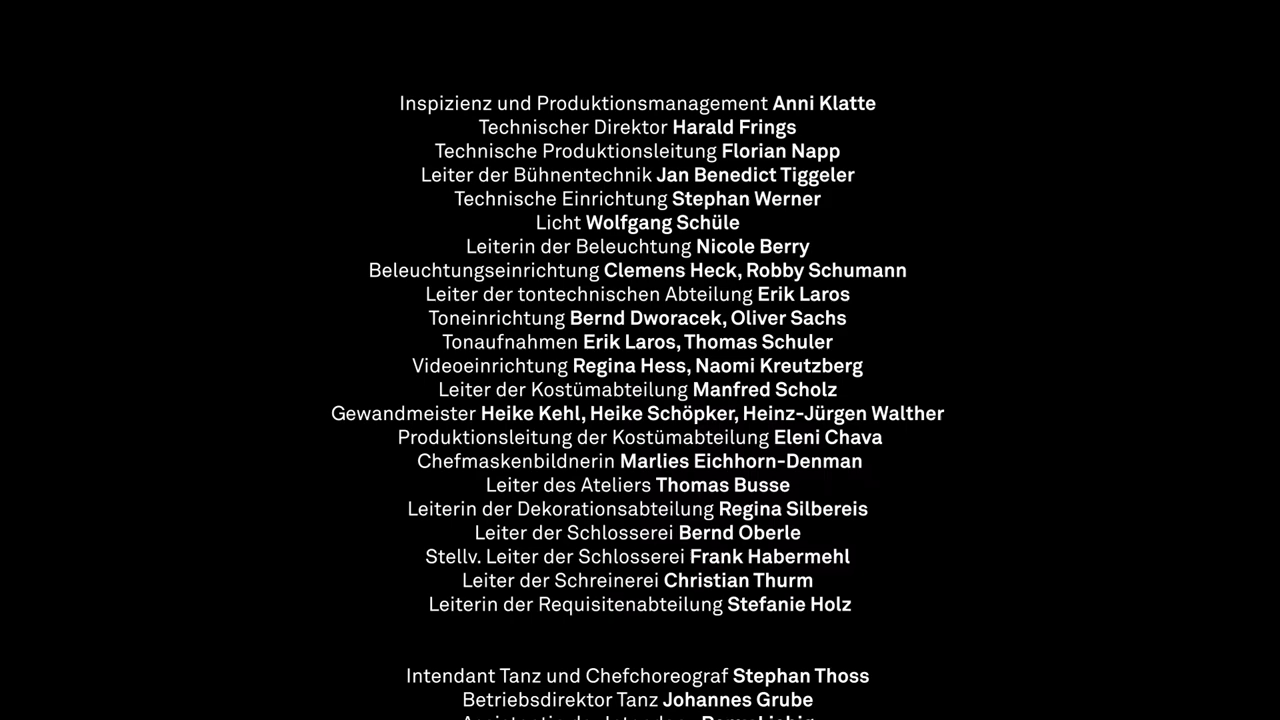 Inspizienz und Produktionsmanagement Anni Klatte
Technischer Direktor Harald Frings
Technische Produktionsleitung Florian Napp
Leiter der Bühnentechnik Jan Benedict Tiggeler
Technische Einrichtung Stephan Werner
Licht Wolfgang Schüle
Leiterin der Beleuchtung Nicole Berry
Beleuchtungseinrichtung Clemens Heck, Robby Schumann
Leiter der tontechnischen Abteilung Erik Laros
Toneinrichtung Bernd Dworacek, Oliver Sachs
Tonaufnahmen Erik Laros, Thomas Schuler
Videoeinrichtung Regina Hess, Naomi Kreutzberg
Leiter der Kostümabteilung Manfred Scholz
Gewandmeister Heike Kehl, Heike Schöpker, Heinz-Jürgen Walther
Produktionsleitung der Kostümabteilung Eleni Chava
Chefmaskenbildnerin Marlies Eichhorn-Denman
Leiter des Ateliers Thomas Busse
Leiterin der Dekorationsabteilung Regina Silbereis
Leiter der Schlosserei Bernd Oberle
Stellv. Leiter der Schlosserei Frank Habermehl
Leiter der Schreinerei Christian Thurm
Leiterin der Requisitenabteilung Stefanie Holz
Intendant Tanz und Chefchoreograf Stephan Thoss
Betriebsdirektor Tanz Johannes Grube